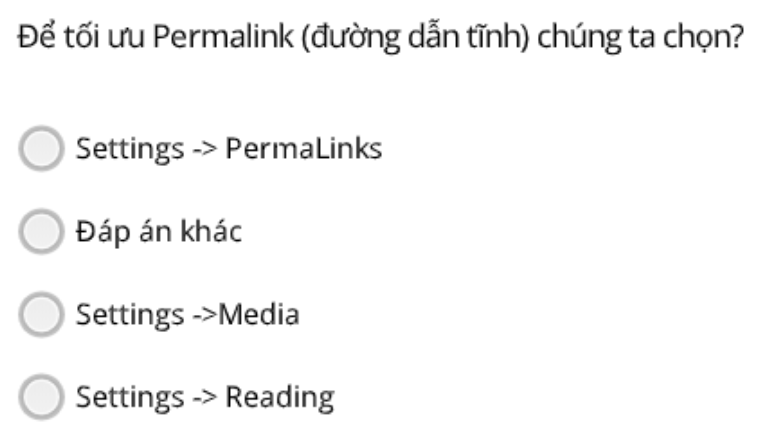 Để tối ưu Permalink (đường dẫn tĩnh) chúng ta chọn?
Settings -> PermaLinks
Đáp án khác
Settings ->Media
Settings -> Reading